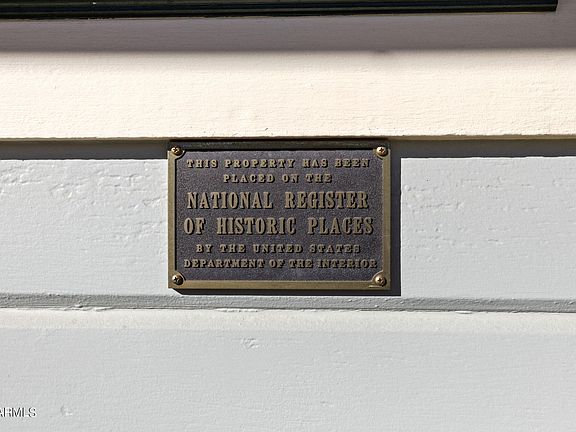 THIS PROPERTY HAS BEEN
PLACED ON THE
NATIONAL REGISTER
OF HISTORIC PLACES
BY THE UNITED STATES
DEPARTMENT OF THE INTERIOR
ARMLS